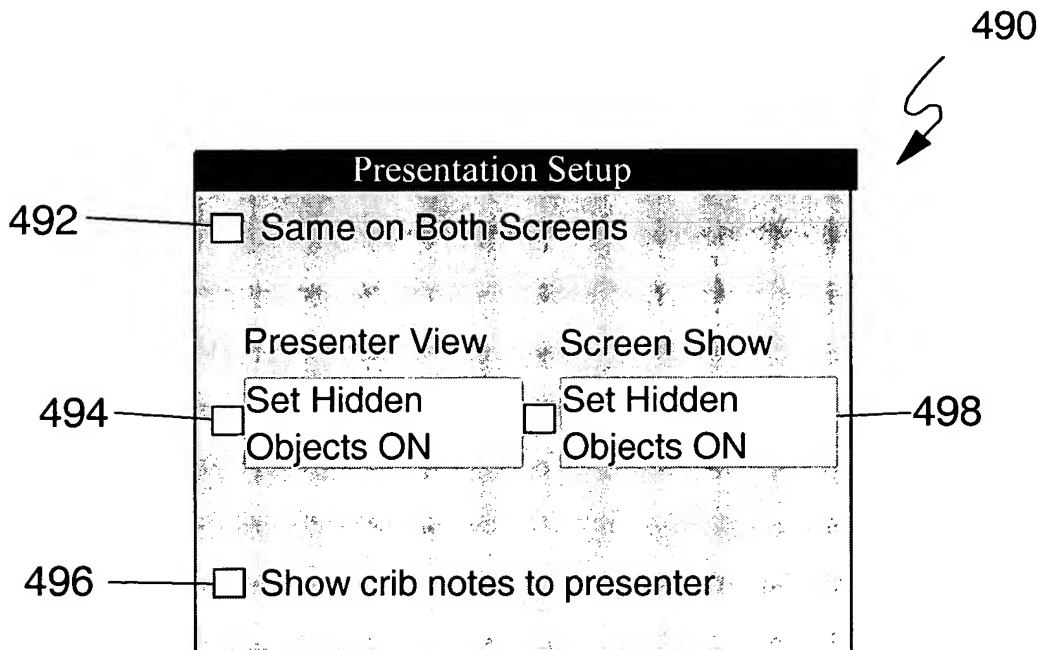 490
Presentation Setup
492
Same on Both Screens
Presenter View
Screen Show
494
Set Hidden
Objects ON
Set Hidden
Objects ON
498
496
Show crib notes to presenter